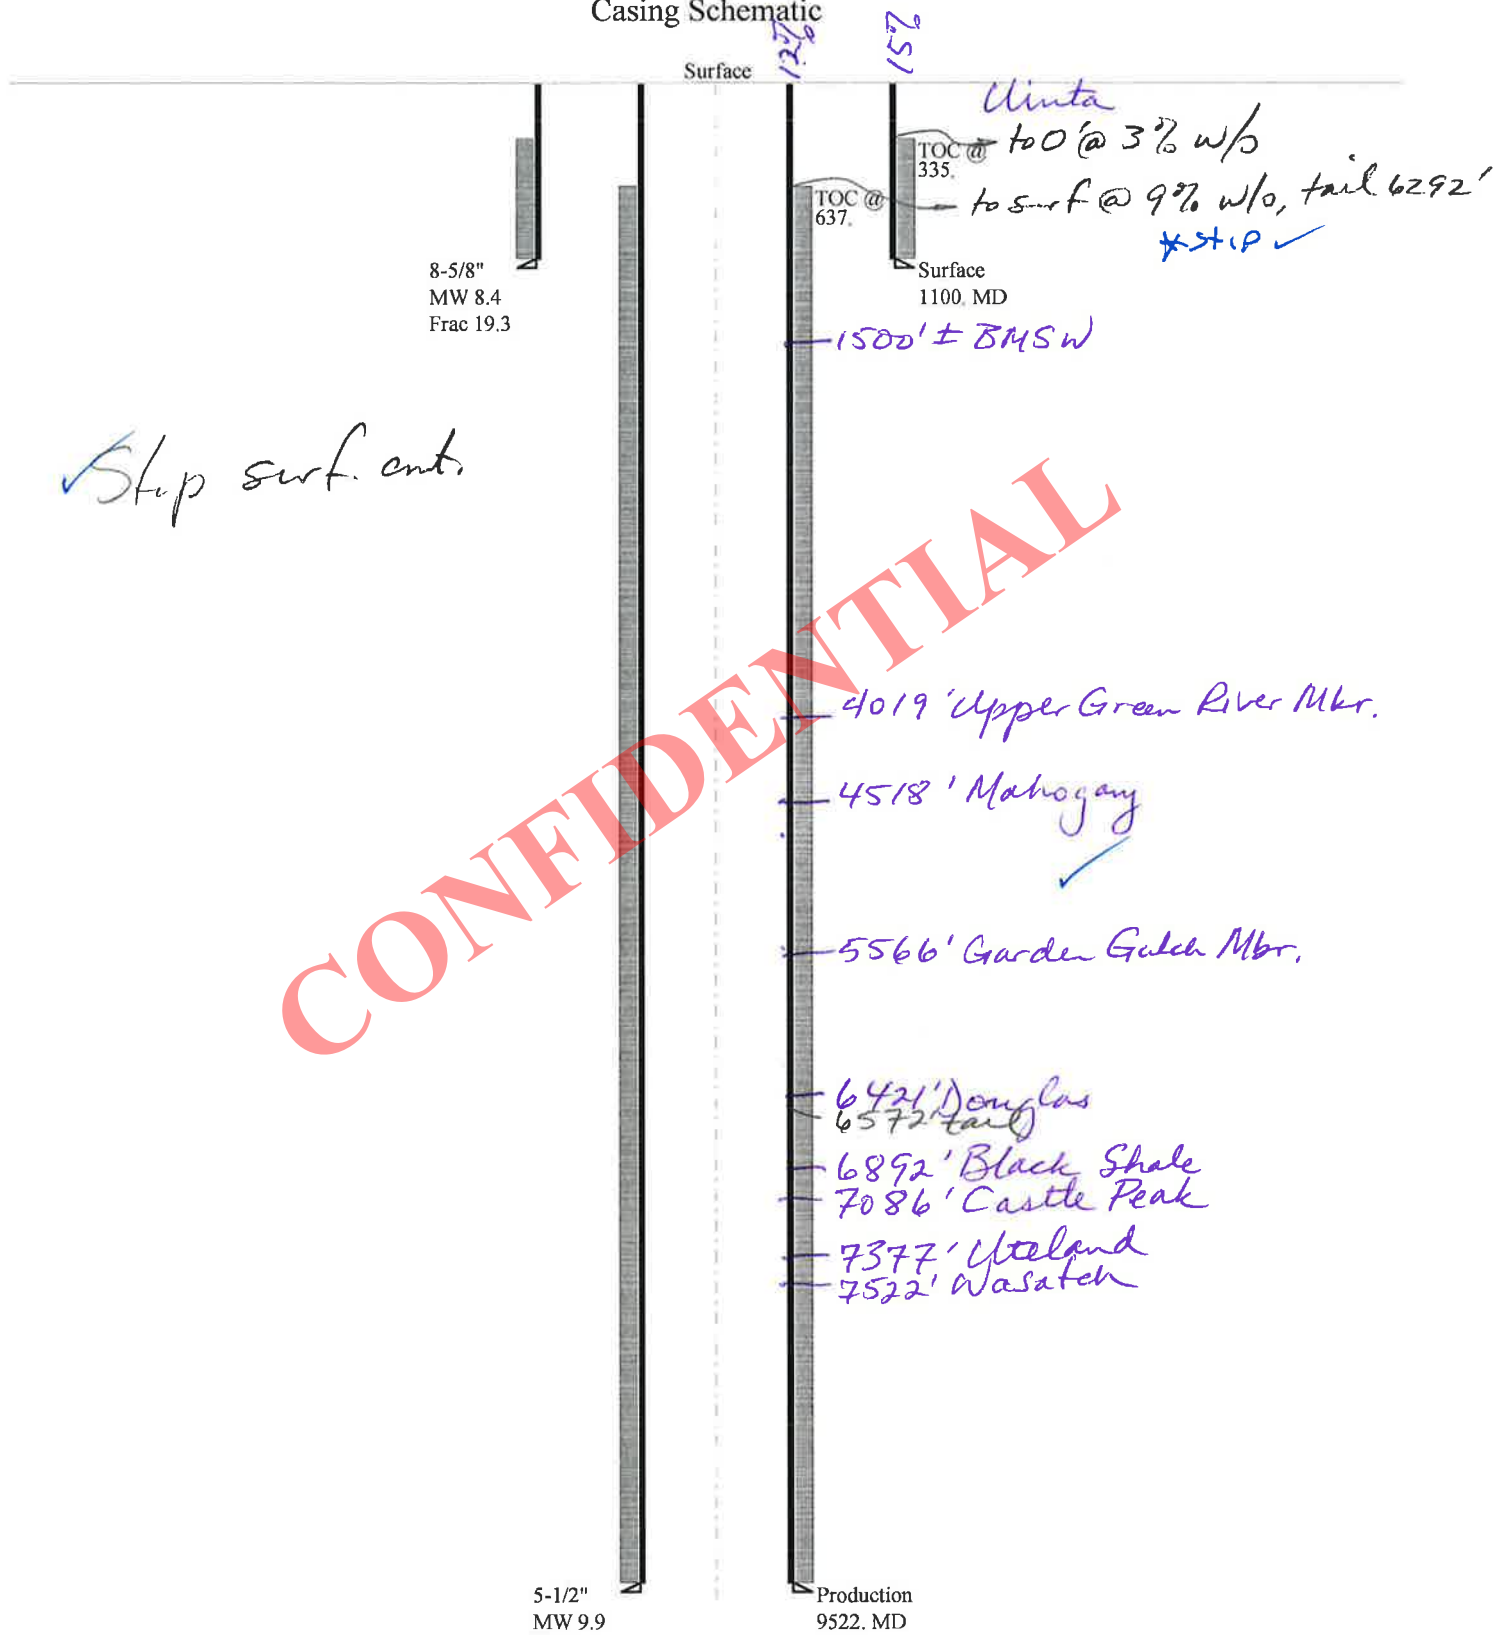 Casing Schematic
12%
15%
Surface
Uinta
TOC @
335.
to 0' @ 3% w/o
TOC @
637.
to surf @ 9% w/o, tail 6292'
*stip ✓
8-5/8"
MW 8.4
Frac 19.3
Surface
1100. MD
1500' ± BMSW
✓ Stip surf. cmt.
CONFIDENTIAL
4019' Upper Green River Mkr.
4518' Mahogany
✓
5566' Garden Gulch Mbr.
6421' Douglas
6572' tail
6892' Black Shale
7086' Castle Peak
7377' Uteland
7522' Wasatch
5-1/2"
MW 9.9
Production
9522. MD